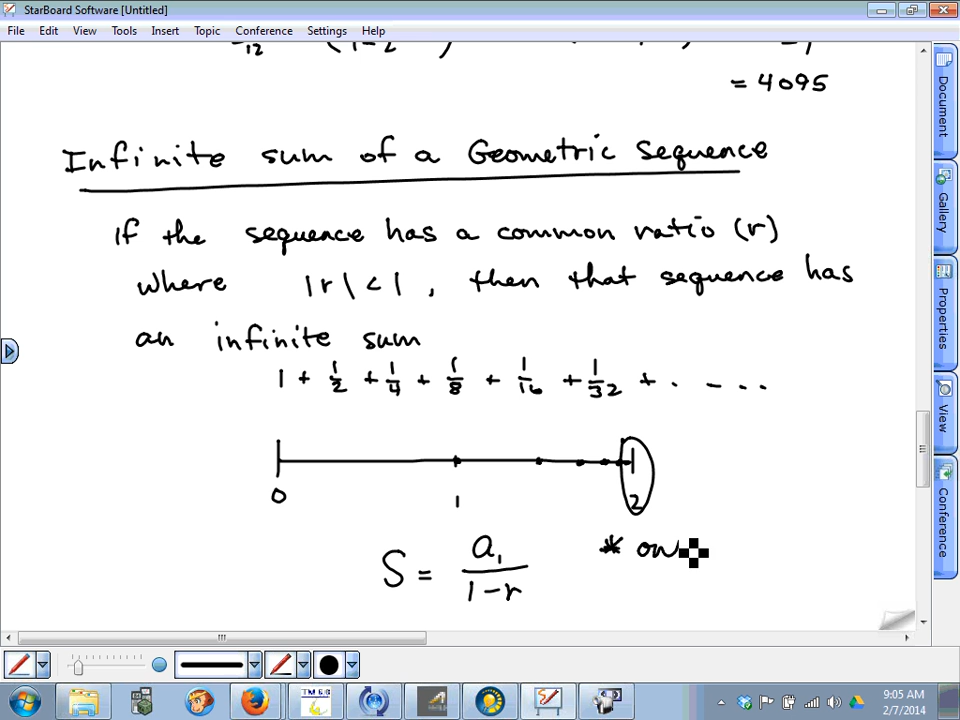 StarBoard Software [Untitled]
File Edit View Tools Insert Topic Conference Settings Help
= 4095
Infinite sum of a Geometric Sequence
If the sequence has a common ratio (r)
where |r| < 1, then that sequence has
an infinite sum
1 + 1/2 + 1/4 + 1/8 + 1/16 + 1/32 + . - - . .
0 1 2
S = a₁/(1-r) * on
Document
Gallery
Properties
View
Conference
9:05 AM
2/7/2014